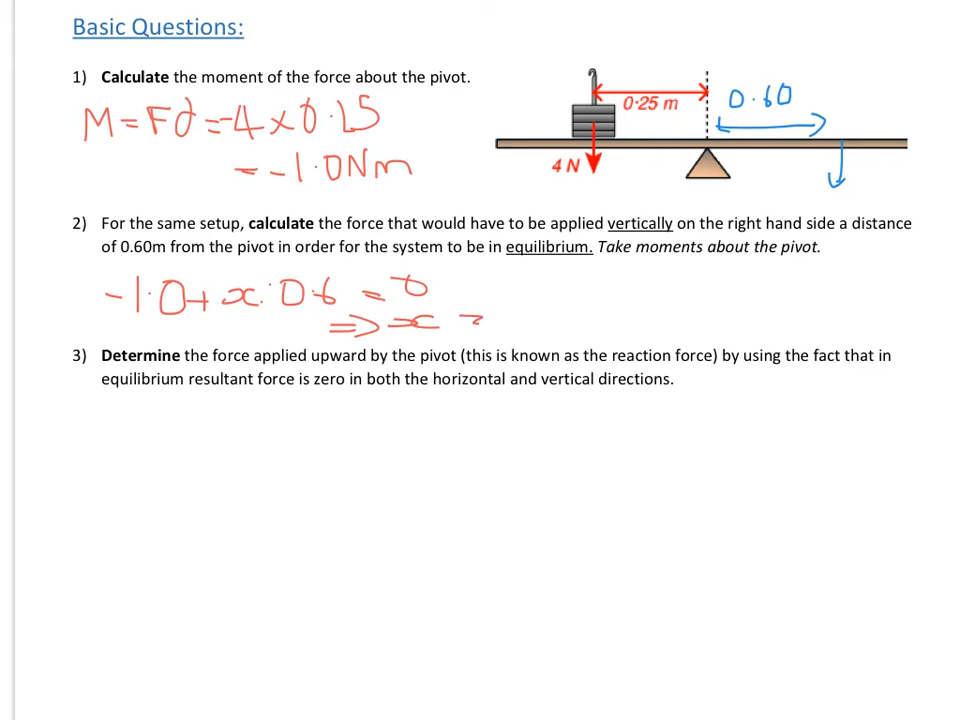 Basic Questions:
1) Calculate the moment of the force about the pivot.
M = Fd = -4 × 0.25
= -1.0Nm
0·25 m
0.60
4 N
2) For the same setup, calculate the force that would have to be applied vertically on the right hand side a distance
of 0.60m from the pivot in order for the system to be in equilibrium. Take moments about the pivot.
-1.0 + x. 0.6 = 0
=> x =
3) Determine the force applied upward by the pivot (this is known as the reaction force) by using the fact that in
equilibrium resultant force is zero in both the horizontal and vertical directions.